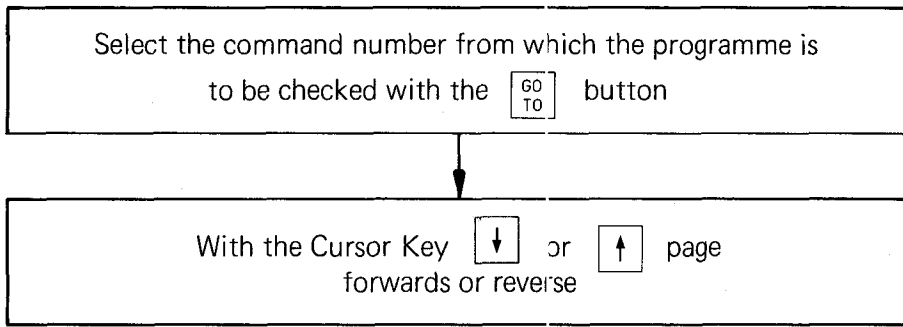 Select the command number from which the programme is
to be checked with the GO TO button
With the Cursor Key ↓ or ↑ page
forwards or reverse